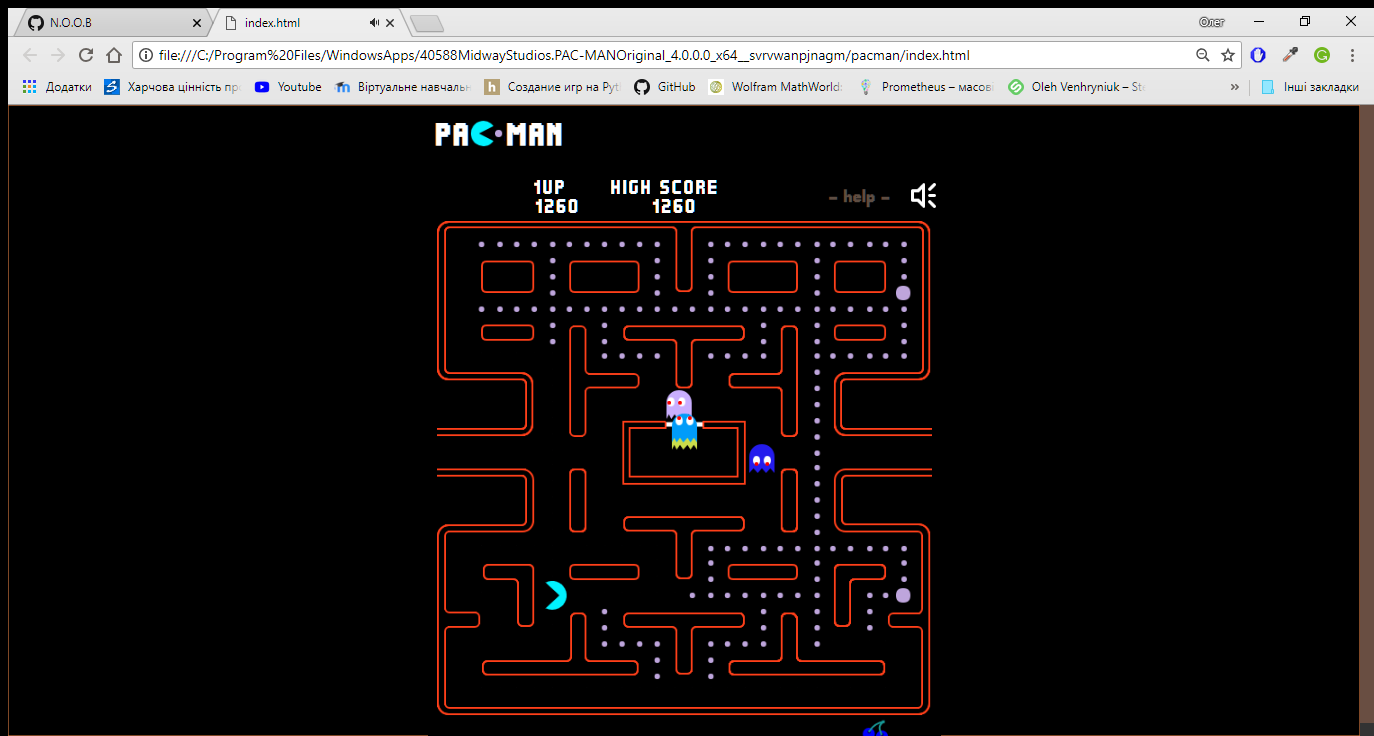 N.O.O.B
index.html
Олег
file:///C:/Program%20Files/WindowsApps/40588MidwayStudios.PAC-MANOriginal_4.0.0.0_x64__svrvwanpjnagm/pacman/index.html
Додатки
Харчова цінність пр
Youtube
Віртуальне навчаль
Создание игр на Pyt
GitHub
Wolfram MathWorld:
Prometheus – масові
Oleh Venhryniuk – St
Інші закладки
PAC-MAN
1UP
HIGH SCORE
1260
1260
– help –